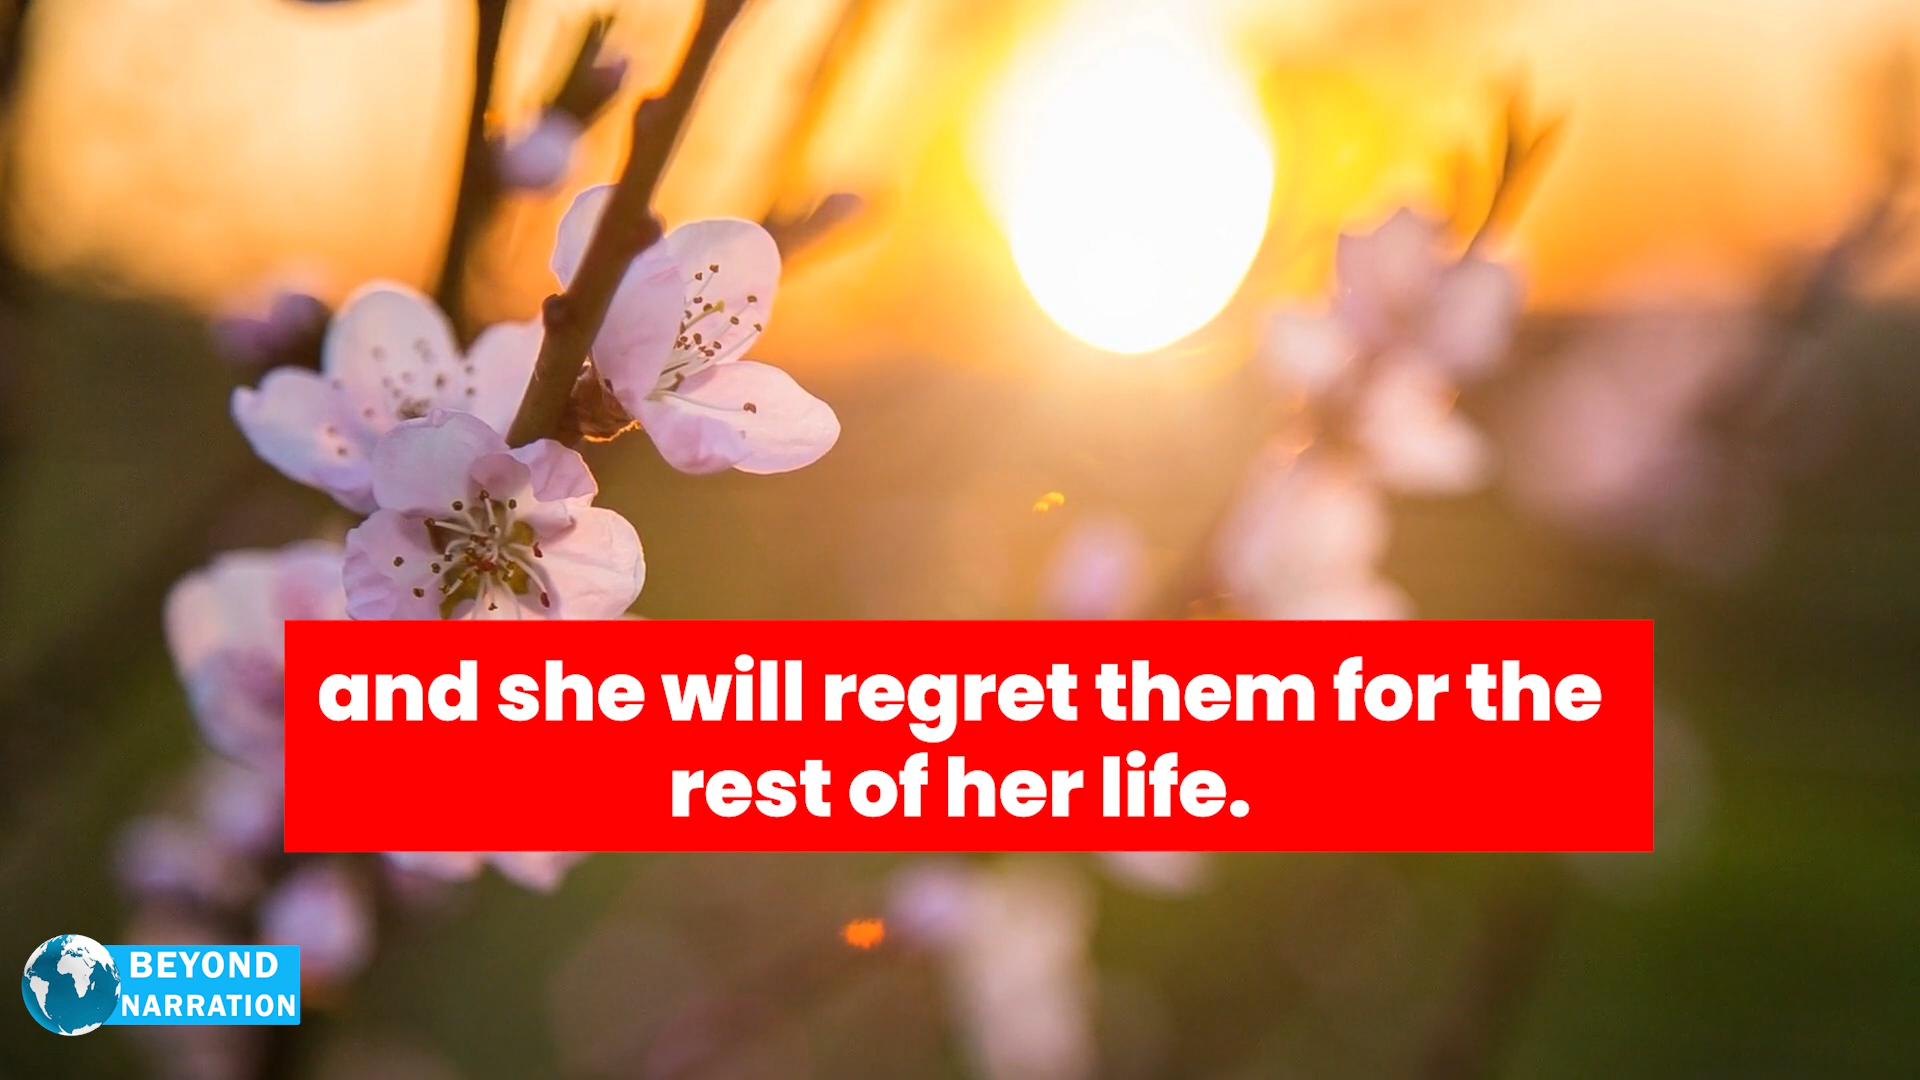 and she will regret them for the
rest of her life.
BEYOND
NARRATION